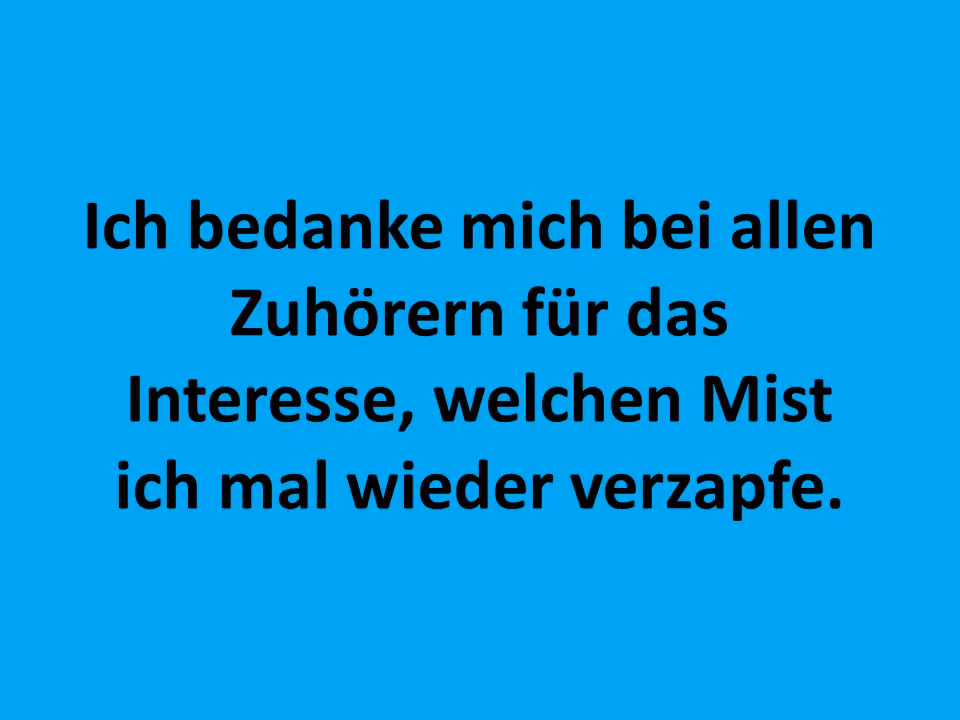 Ich bedanke mich bei allen
Zuhörern für das
Interesse, welchen Mist
ich mal wieder verzapfe.